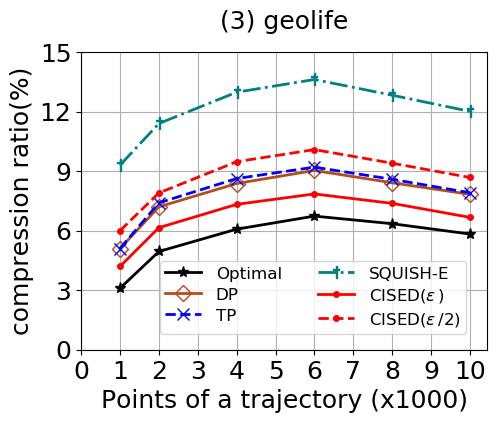 (3) geolife
compression ratio(%)
15
12
9
6
3
0
Optimal
DP
TP
SQUISH-E
CISED(ε )
CISED(ε /2)
0 1 2 3 4 5 6 7 8 9 10
Points of a trajectory (x1000)